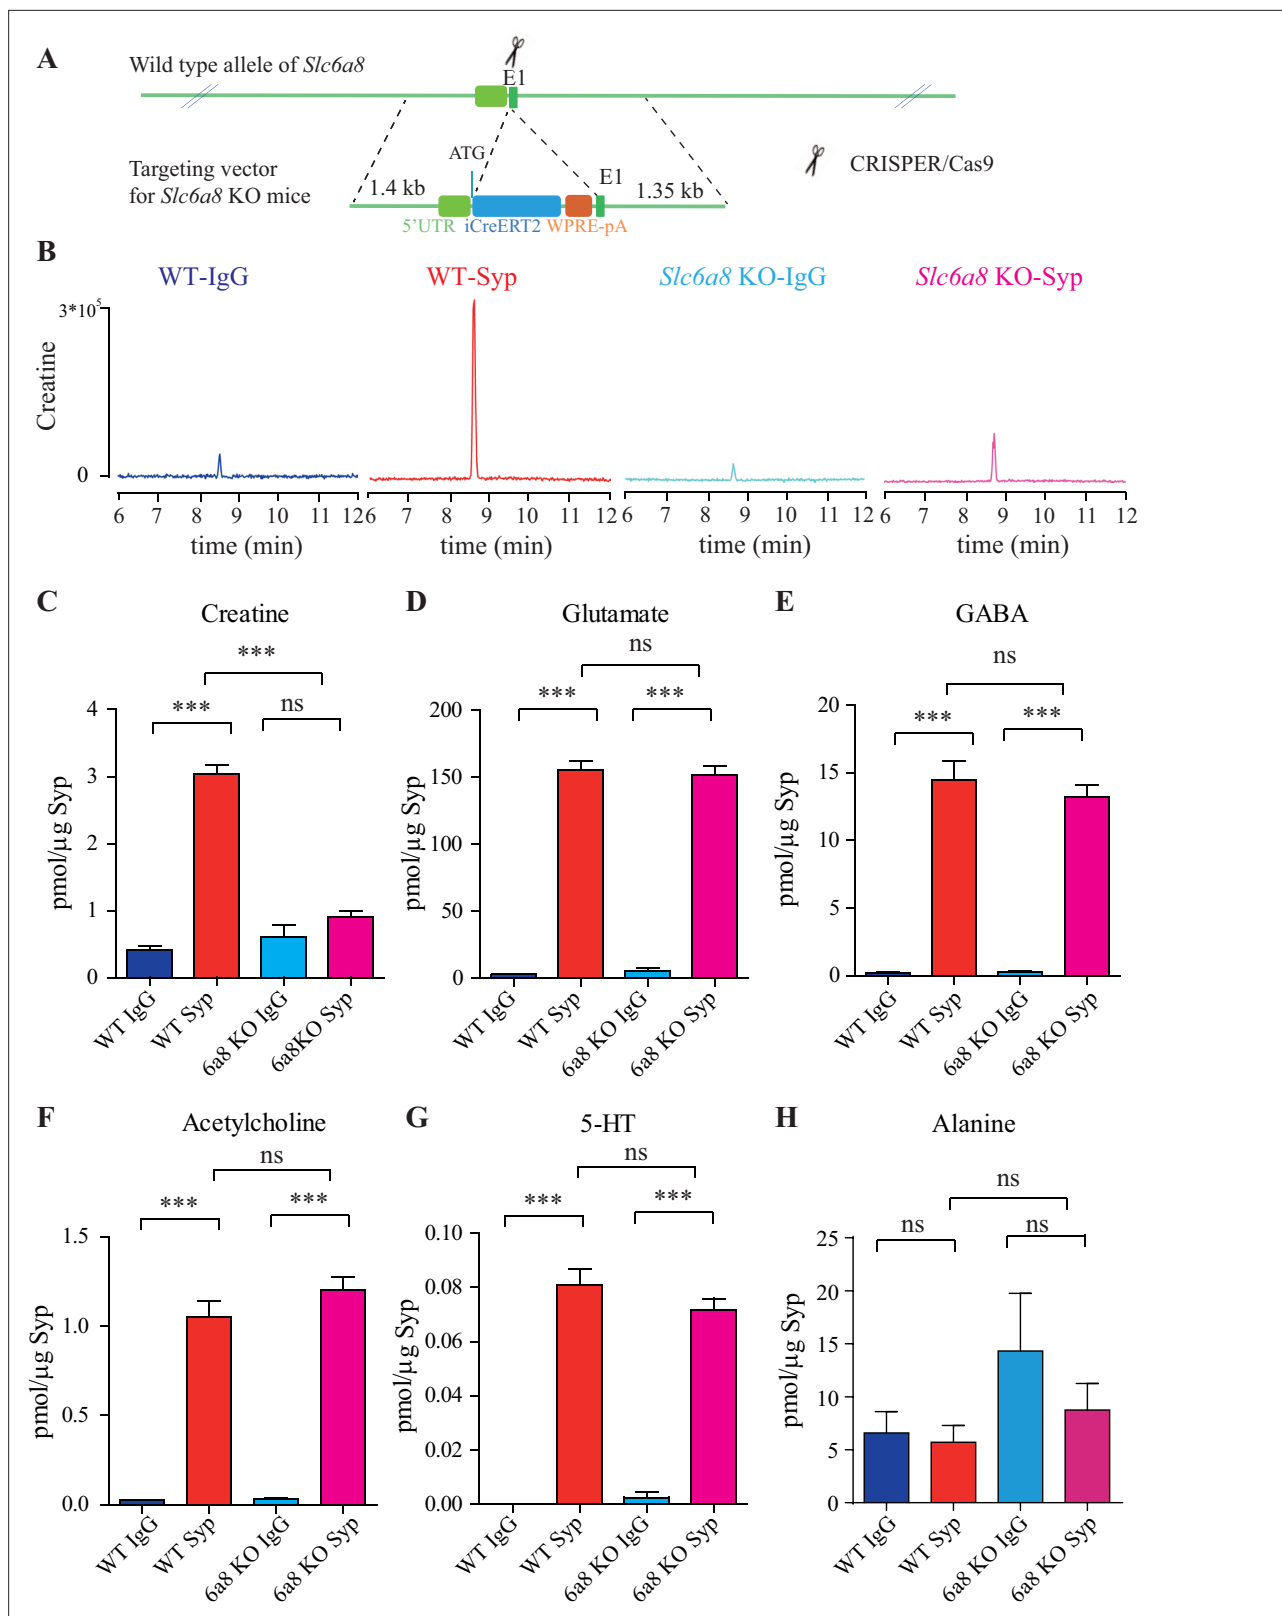 A
Wild type allele of Slc6a8
E1
Targeting vector
for Slc6a8 KO mice
ATG
1.4 kb
E1
1.35 kb
CRISPER/Cas9
5'UTR iCreERT2 WPRE-pA
B
WT-IgG WT-Syp Slc6a8 KO-IgG Slc6a8 KO-Syp
Creatine
3*10^5
0
6 7 8 9 10 11 12
6 7 8 9 10 11 12
6 7 8 9 10 11 12
6 7 8 9 10 11 12
time (min) time (min) time (min) time (min)
C
Creatine
***
*** ns
pmol/µg Syp
4
3
2
1
0
WT IgG
WT Syp
6a8 KO IgG
6a8KO Syp
D
Glutamate
ns
*** ***
pmol/µg Syp
200
150
100
50
0
WT IgG
WT Syp
6a8 KO IgG
6a8 KO Syp
E
GABA
ns
*** ***
pmol/µg Syp
20
15
10
5
0
WT IgG
WT Syp
6a8 KO IgG
6a8 KO Syp
F
Acetylcholine
ns
*** ***
pmol/µg Syp
1.5
1.0
0.5
0.0
WT IgG
WT Syp
6a8 KO IgG
6a8 KO Syp
G
5-HT
ns
*** ***
pmol/µg Syp
0.10
0.08
0.06
0.04
0.02
0.00
WT IgG
WT Syp
6a8 KO IgG
6a8 KO Syp
H
Alanine
ns
ns ns
pmol/µg Syp
25
20
15
10
5
0
WT IgG
WT Syp
6a8 KO IgG
6a8 KO Syp